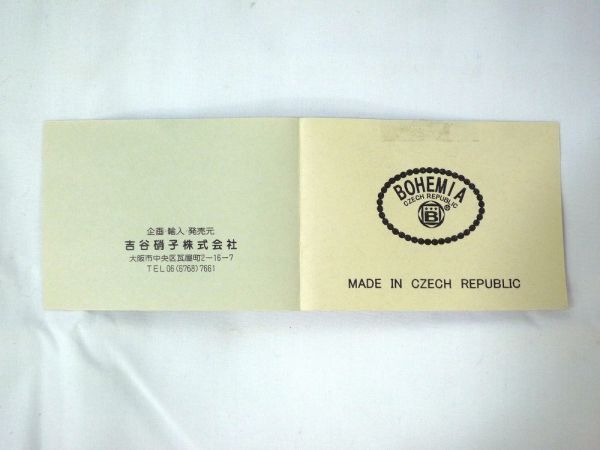 企画・輸入・発売元
吉谷硝子株式会社
大阪市中央区瓦屋町2-16-7
TEL 06 (6768) 7661
BOHEMIA
CZECH REPUBLIC
B ®
MADE IN CZECH REPUBLIC